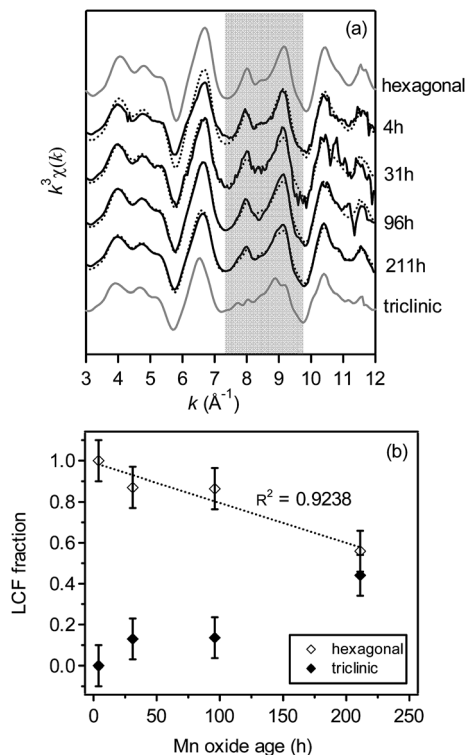 (a)
hexagonal
4h
31h
96h
211h
triclinic
k³χ(k)
3 4 5 6 7 8 9 10 11 12
k (Å⁻¹)
(b)
1.0
0.8
0.6
0.4
0.2
0.0
R² = 0.9238
LCF fraction
hexagonal
triclinic
0 50 100 150 200 250
Mn oxide age (h)